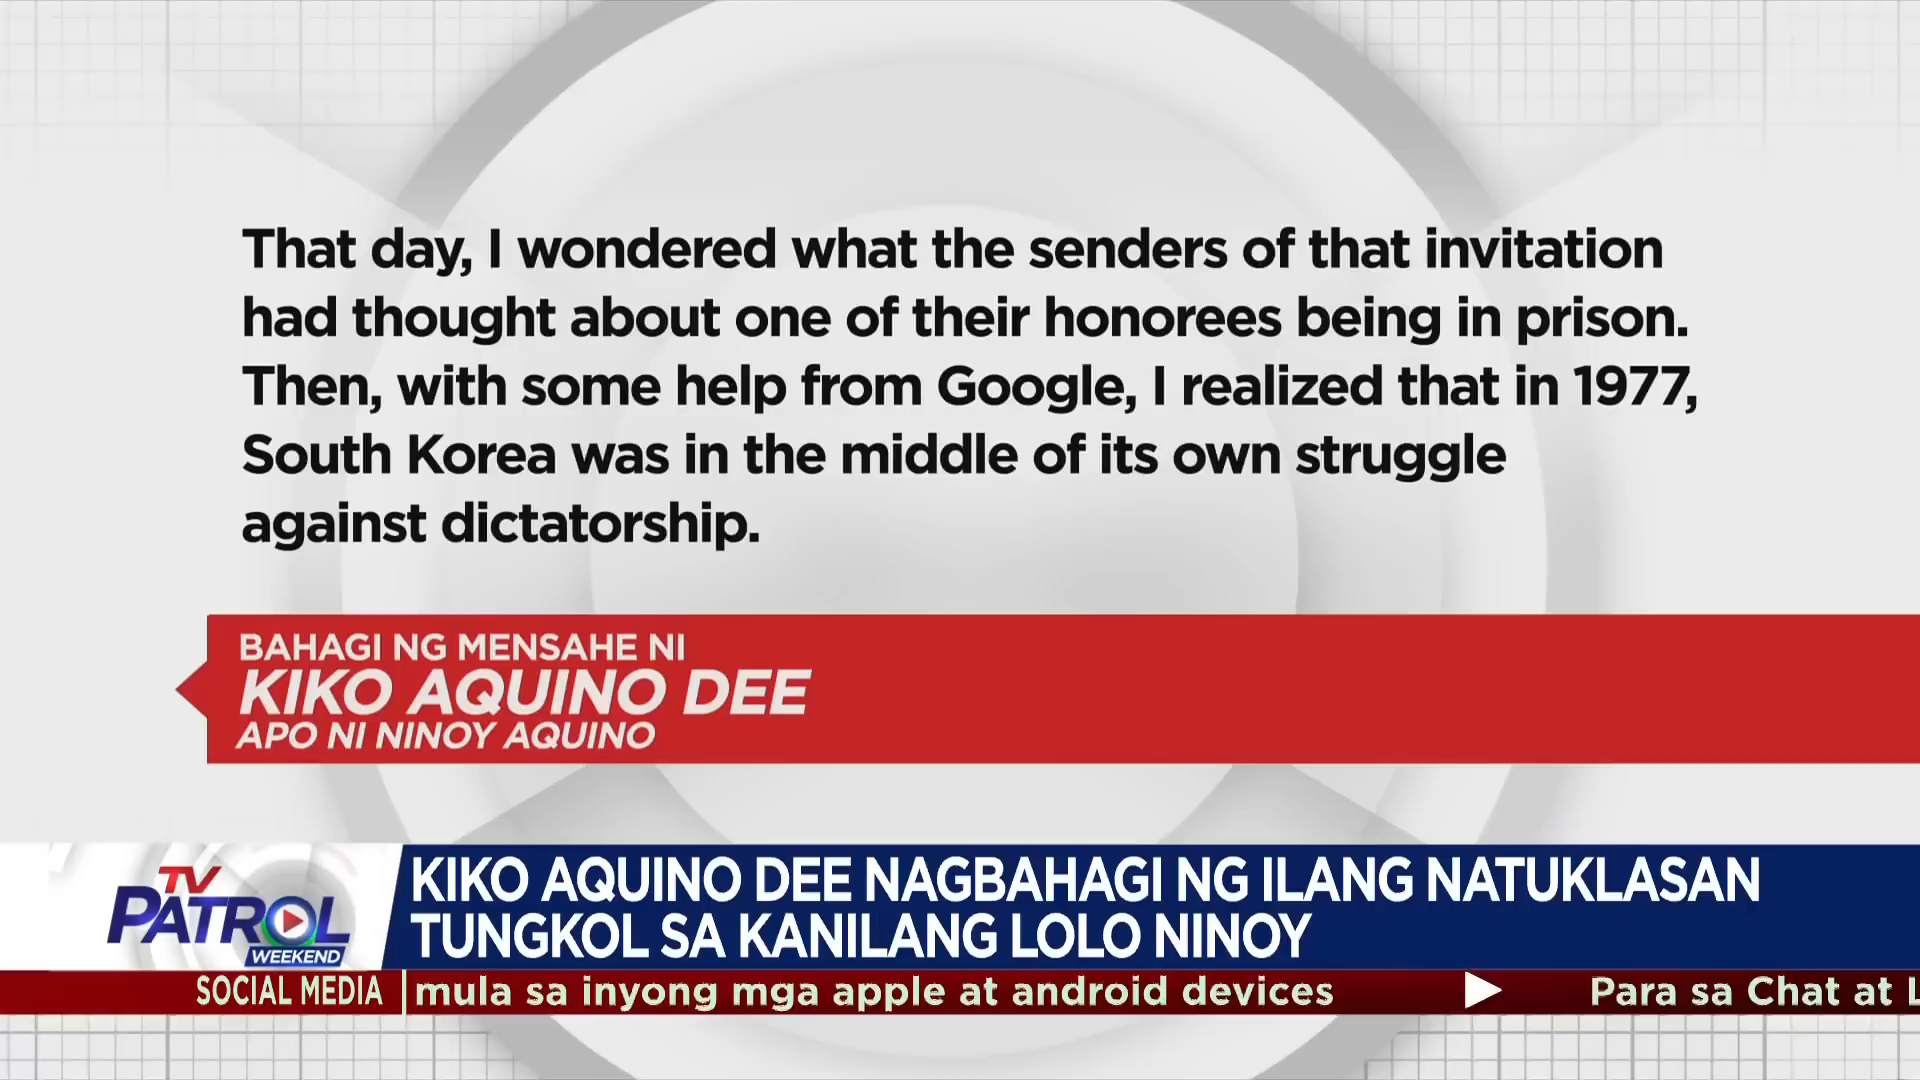 That day, I wondered what the senders of that invitation
had thought about one of their honorees being in prison.
Then, with some help from Google, I realized that in 1977,
South Korea was in the middle of its own struggle
against dictatorship.
BAHAGI NG MENSAHE NI
KIKO AQUINO DEE
APO NI NINOY AQUINO
TV
PATROL
WEEKEND
KIKO AQUINO DEE NAGBAHAGI NG ILANG NATUKLASAN
TUNGKOL SA KANILANG LOLO NINOY
SOCIAL MEDIA mula sa inyong mga apple at android devices Para sa Chat at L